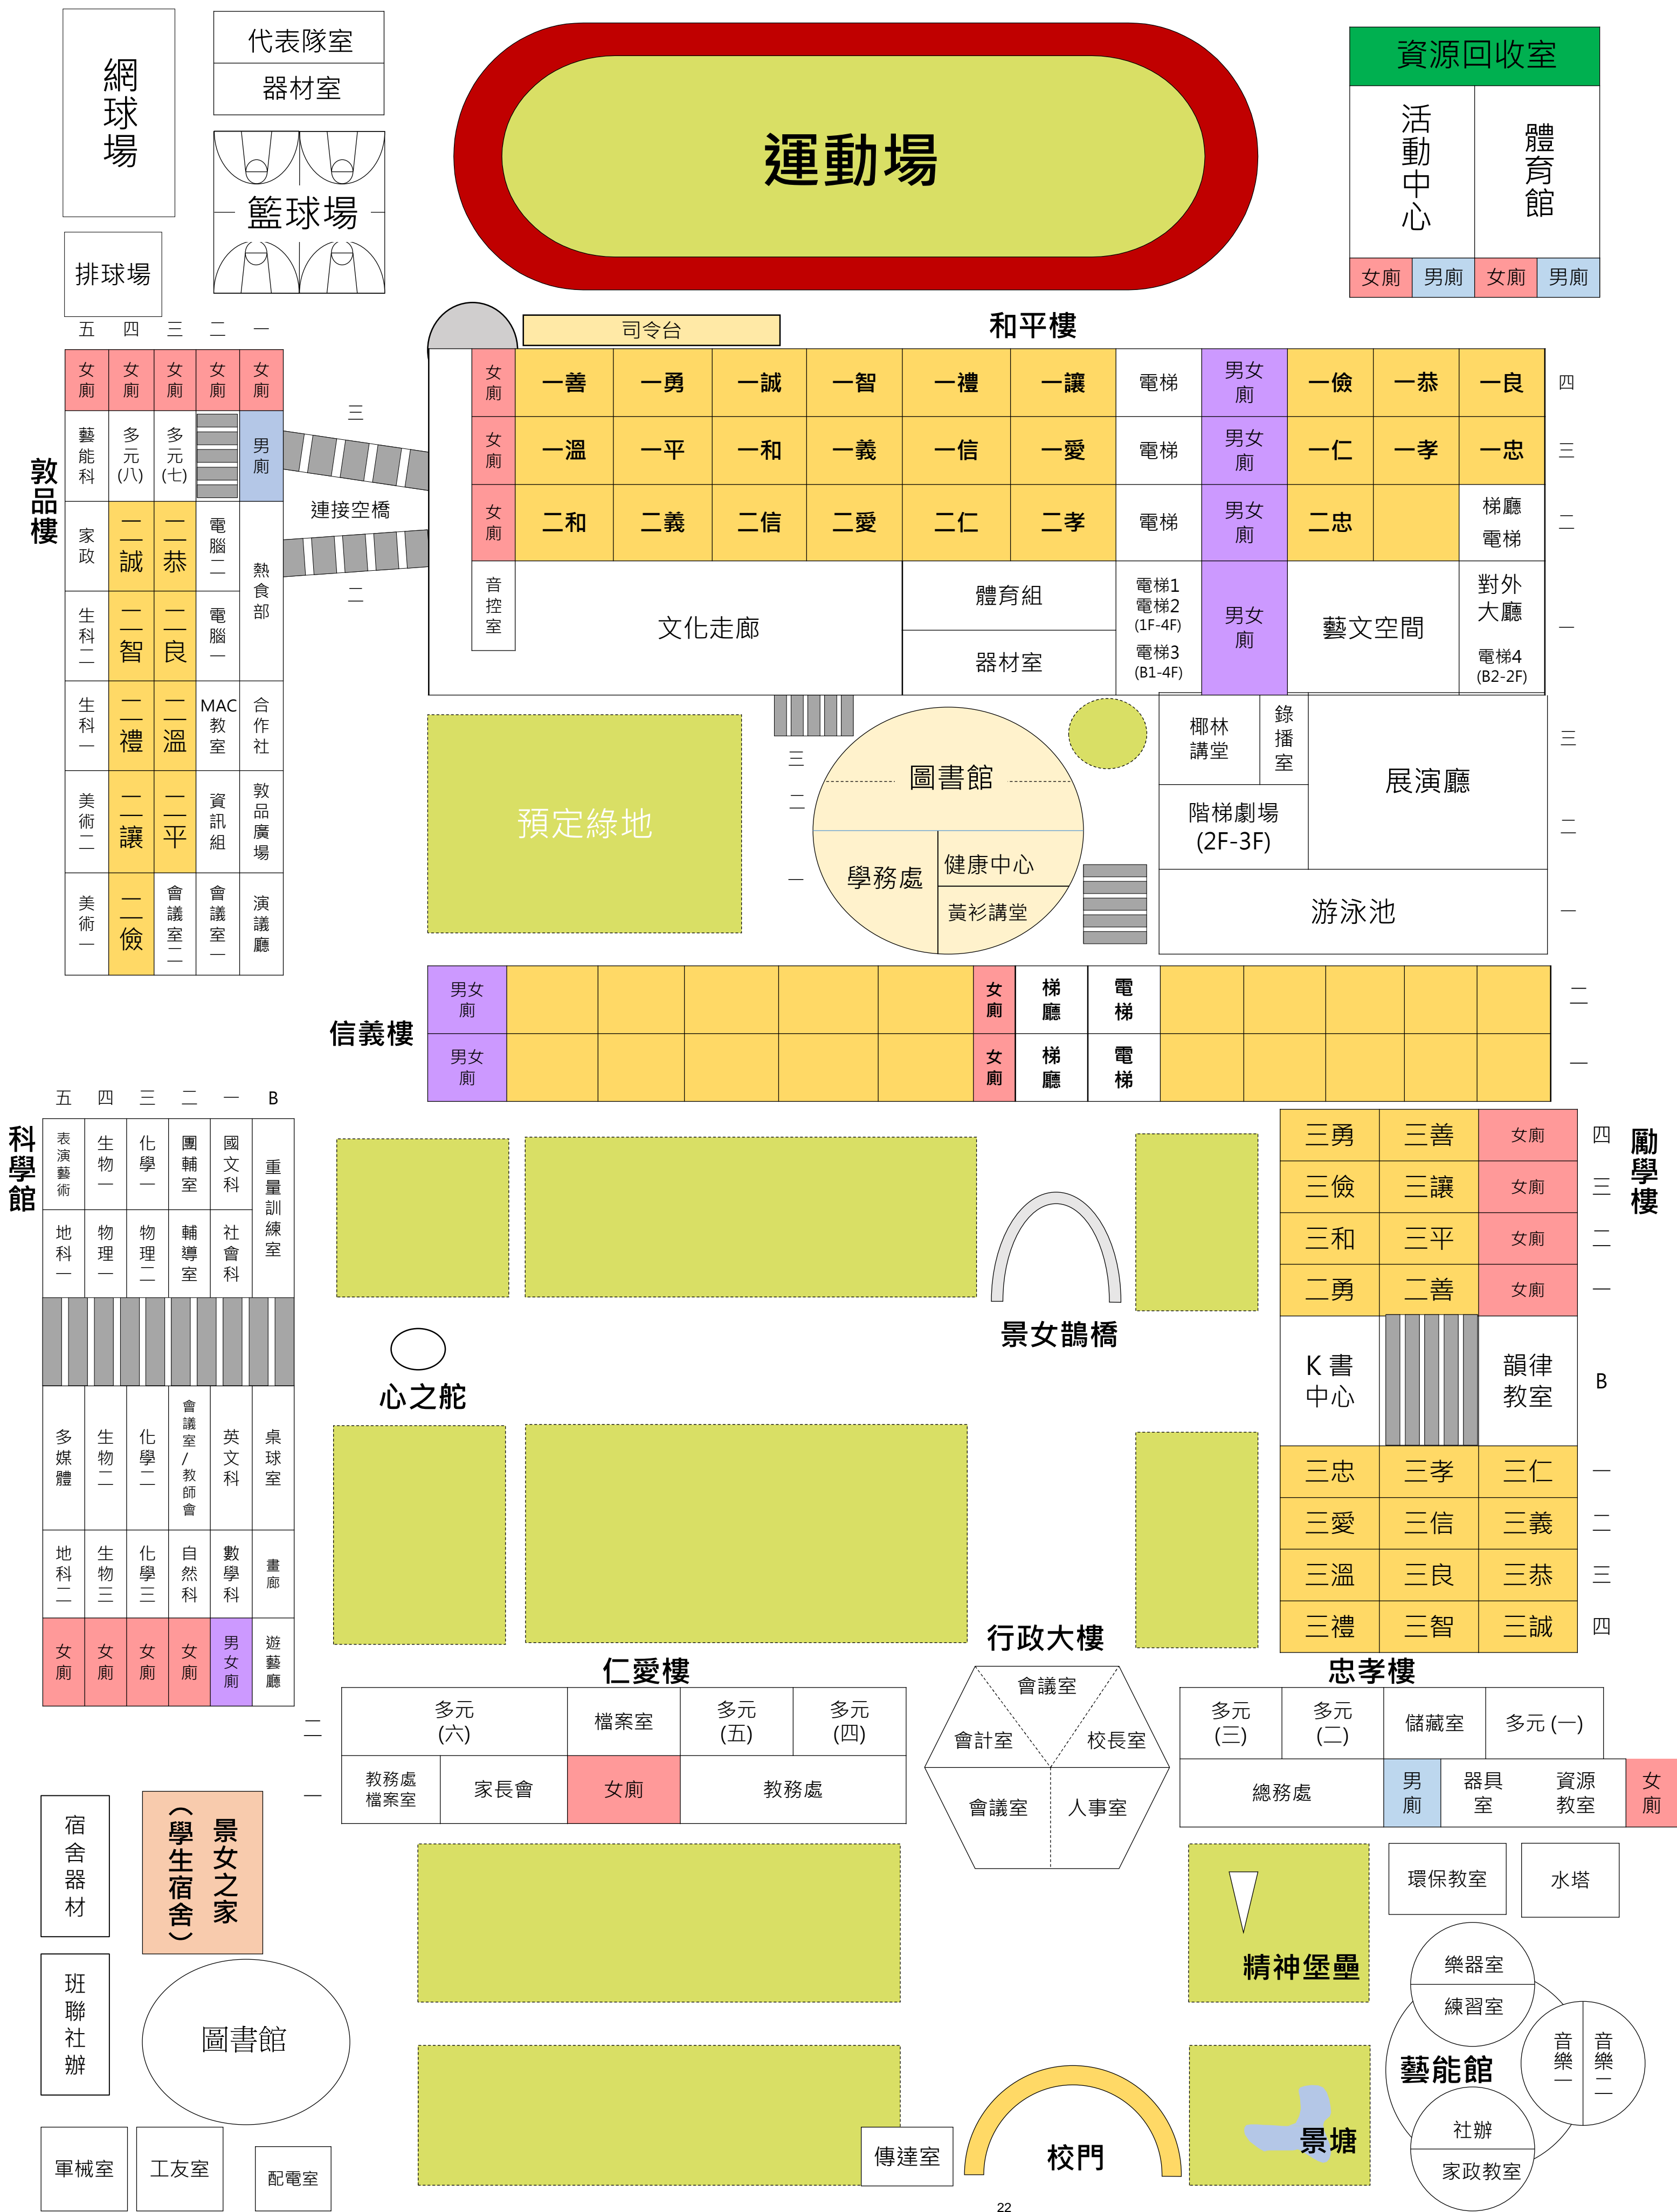 網球場
代表隊室
器材室
籃球場
排球場
運動場
資源回收室
活動中心
體育館
女廁 男廁 女廁 男廁
司令台
和平樓
五 四 三 二 一
女廁 女廁 女廁 女廁 女廁
藝能科 多元(八) 多元(七) 男廁
敦品樓
家政 二誠 二恭 電腦二 熱食部
生科二 二智 二良 電腦一
生科一 二禮 二溫 MAC教室 合作社
美術二 二讓 二平 資訊組 敦品廣場
美術一 二儉 會議室二 會議室一 演議廳
三
連接空橋
二
女廁 一善 一勇 一誠 一智 一禮 一讓 電梯 男女廁 一儉 一恭 一良 四
女廁 一溫 一平 一和 一義 一信 一愛 電梯 男女廁 一仁 一孝 一忠 三
女廁 二和 二義 二信 二愛 二仁 二孝 電梯 男女廁 二忠 梯廳 電梯 二
音控室
文化走廊
體育組
器材室
電梯1
電梯2
(1F-4F)
電梯3
(B1-4F)
男女廁
藝文空間
對外大廳
電梯4
(B2-2F)
一
預定綠地
三
二
一
圖書館
學務處
健康中心
黃衫講堂
椰林講堂
錄播室
展演廳
階梯劇場
(2F-3F)
游泳池
三
二
一
信義樓
男女廁 女廁 梯廳 電梯 二
男女廁 女廁 梯廳 電梯 一
科學館
五 四 三 二 一 B
表演藝術 生物一 化學一 團輔室 國文科 重量訓練室
地科一 物理一 物理二 輔導室 社會科
多媒體 生物二 化學二 會議室/教師會 英文科 桌球室
地科二 生物三 化學三 自然科 數學科 畫廊
女廁 女廁 女廁 女廁 男女廁 遊藝廳
景女鵲橋
心之舵
勵學樓
三勇 三善 女廁 四
三儉 三讓 女廁 三
三和 三平 女廁 二
二勇 二善 女廁 一
K 書中心 韻律教室 B
三忠 三孝 三仁 一
三愛 三信 三義 二
三溫 三良 三恭 三
三禮 三智 三誠 四
仁愛樓
二 多元(六) 檔案室 多元(五) 多元(四)
一 教務處檔案室 家長會 女廁 教務處
行政大樓
會議室
會計室 校長室
會議室 人事室
忠孝樓
多元(三) 多元(二) 儲藏室 多元 (一)
總務處 男廁 器具室 資源教室 女廁
宿舍器材
景女之家
(學生宿舍)
班聯社辦
圖書館
軍械室
工友室
配電室
精神堡壘
環保教室
水塔
樂器室
練習室
藝能館
音樂一
音樂二
社辦
家政教室
傳達室
校門
景塘
22